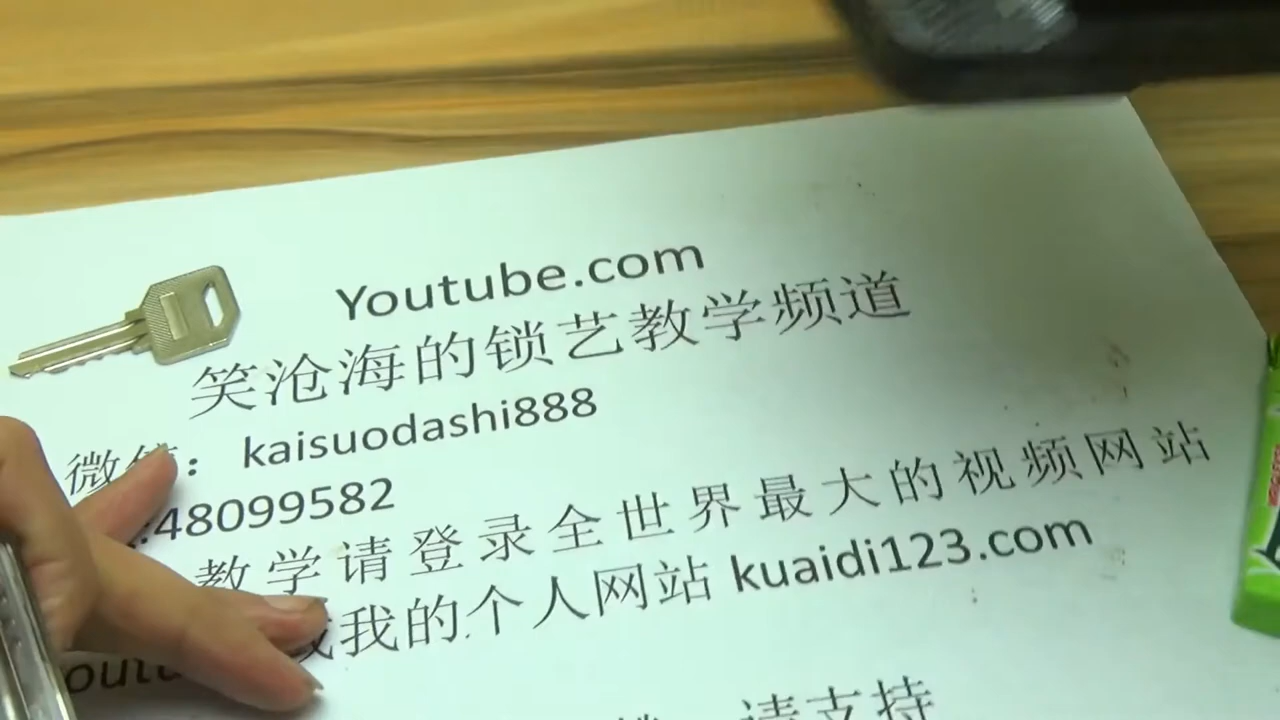 Youtube.com
笑沧海的锁艺教学频道
微信：kaisuodashi888
:48099582
教学请登录全世界最大的视频网站
我的个人网站 kuaidi123.com
请支持